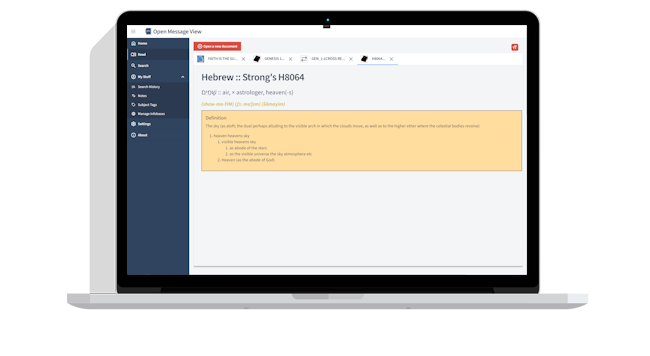 Open Message View
Home
Read
Search
My Stuff
Search History
Notes
Subject Tags
Manage Infobases
Settings
About
Open a new document
FAITH IS THE SU...
GENESIS 1...
GEN_1 (CROSS RE...
H8064...
Hebrew :: Strong's H8064
:: air, × astrologer, heaven(-s)
Definition
The sky (as aloft; the dual perhaps alluding to the visible arch in which the clouds move, as well as to the higher ether where the celestial bodies revolve)
1. heaven heavens sky
1. visible heavens sky
1. as abode of the stars
2. as the visible universe the sky atmosphere etc
2. Heaven (as the abode of God)